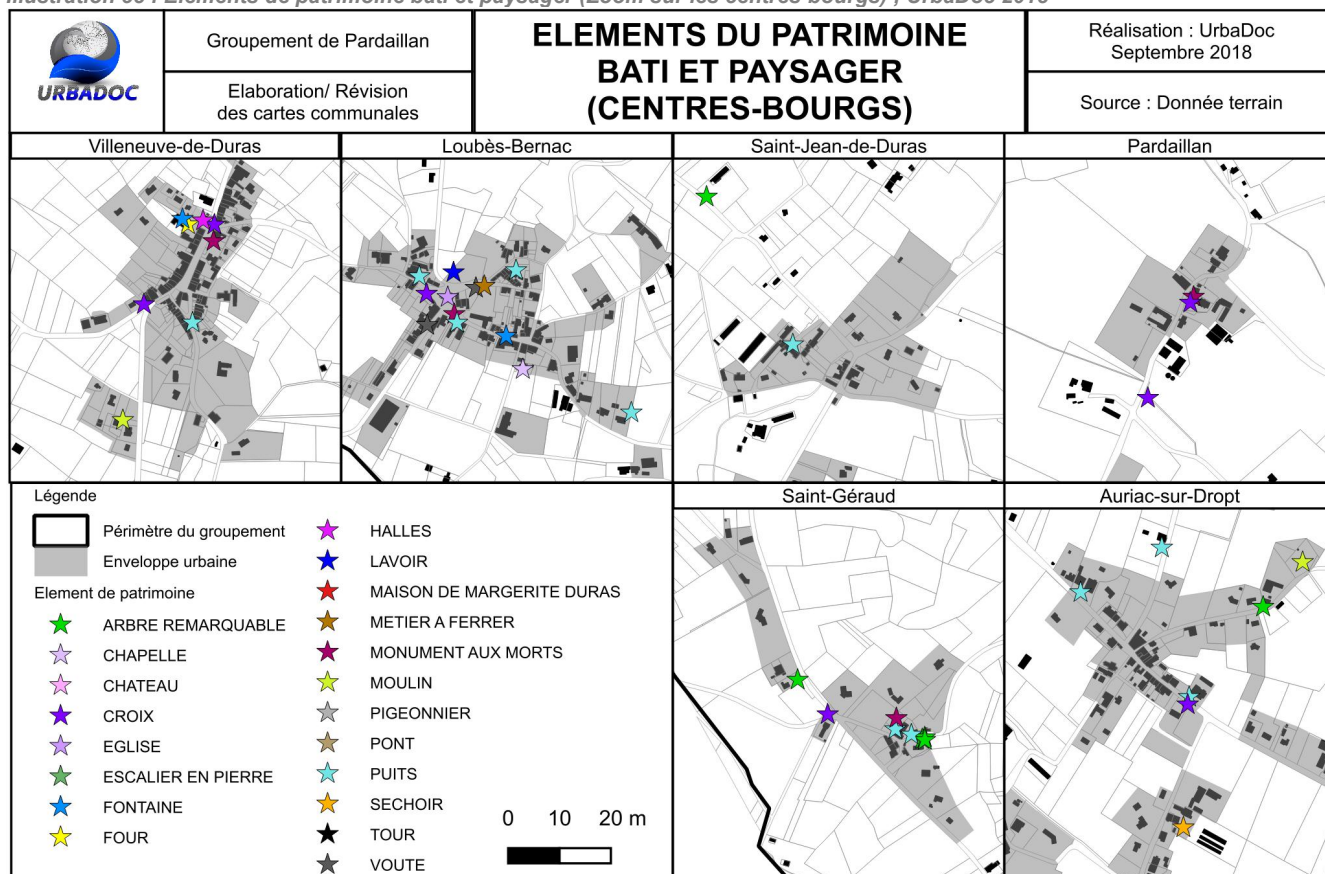 URBADOC
Groupement de Pardaillan
Elaboration/ Révision
des cartes communales
ELEMENTS DU PATRIMOINE
BATI ET PAYSAGER
(CENTRES-BOURGS)
Réalisation : UrbaDoc
Septembre 2018
Source : Donnée terrain
Villeneuve-de-Duras
Loubès-Bernac
Saint-Jean-de-Duras
Pardaillan
Saint-Géraud
Auriac-sur-Dropt
Légende
Périmètre du groupement
Enveloppe urbaine
Element de patrimoine
ARBRE REMARQUABLE
CHAPELLE
CHATEAU
CROIX
EGLISE
ESCALIER EN PIERRE
FONTAINE
FOUR
HALLES
LAVOIR
MAISON DE MARGERITE DURAS
METIER A FERRER
MONUMENT AUX MORTS
MOULIN
PIGEONNIER
PONT
PUITS
SECHOIR
TOUR
VOUTE
0 10 20 m